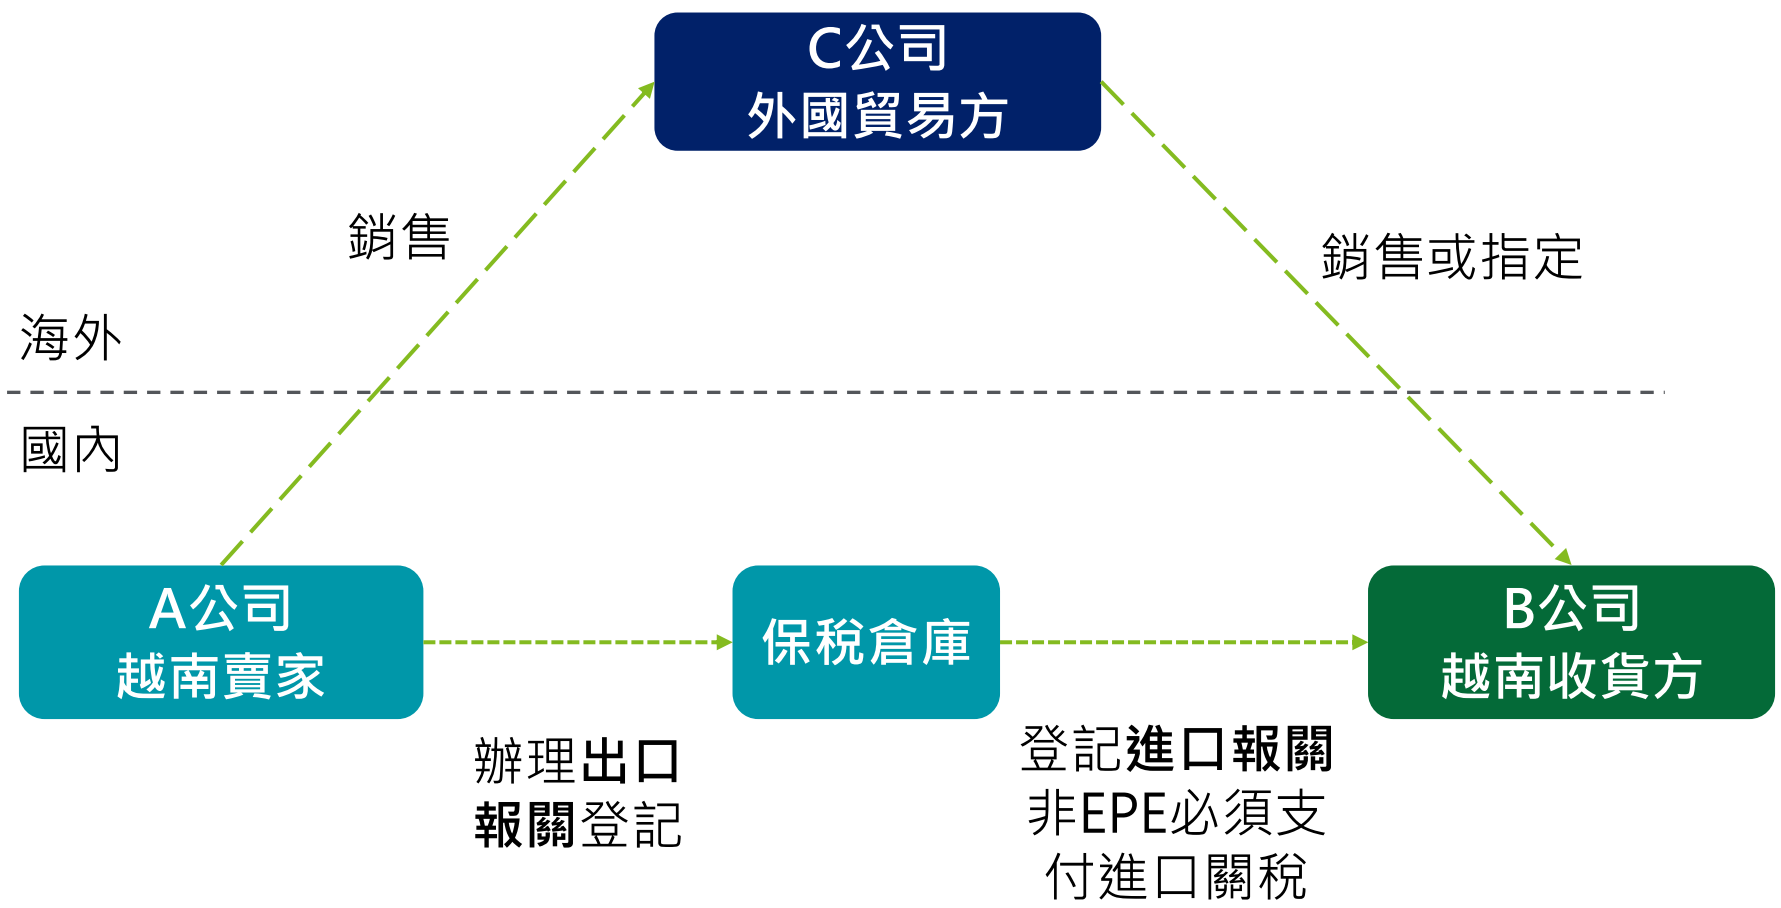 C公司
外國貿易方
銷售
銷售或指定
海外
國內
A公司
越南賣家
保税倉庫
B公司
越南收貨方
辦理出口
報關登記
登記進口報關
非EPE必須支
付進口關稅